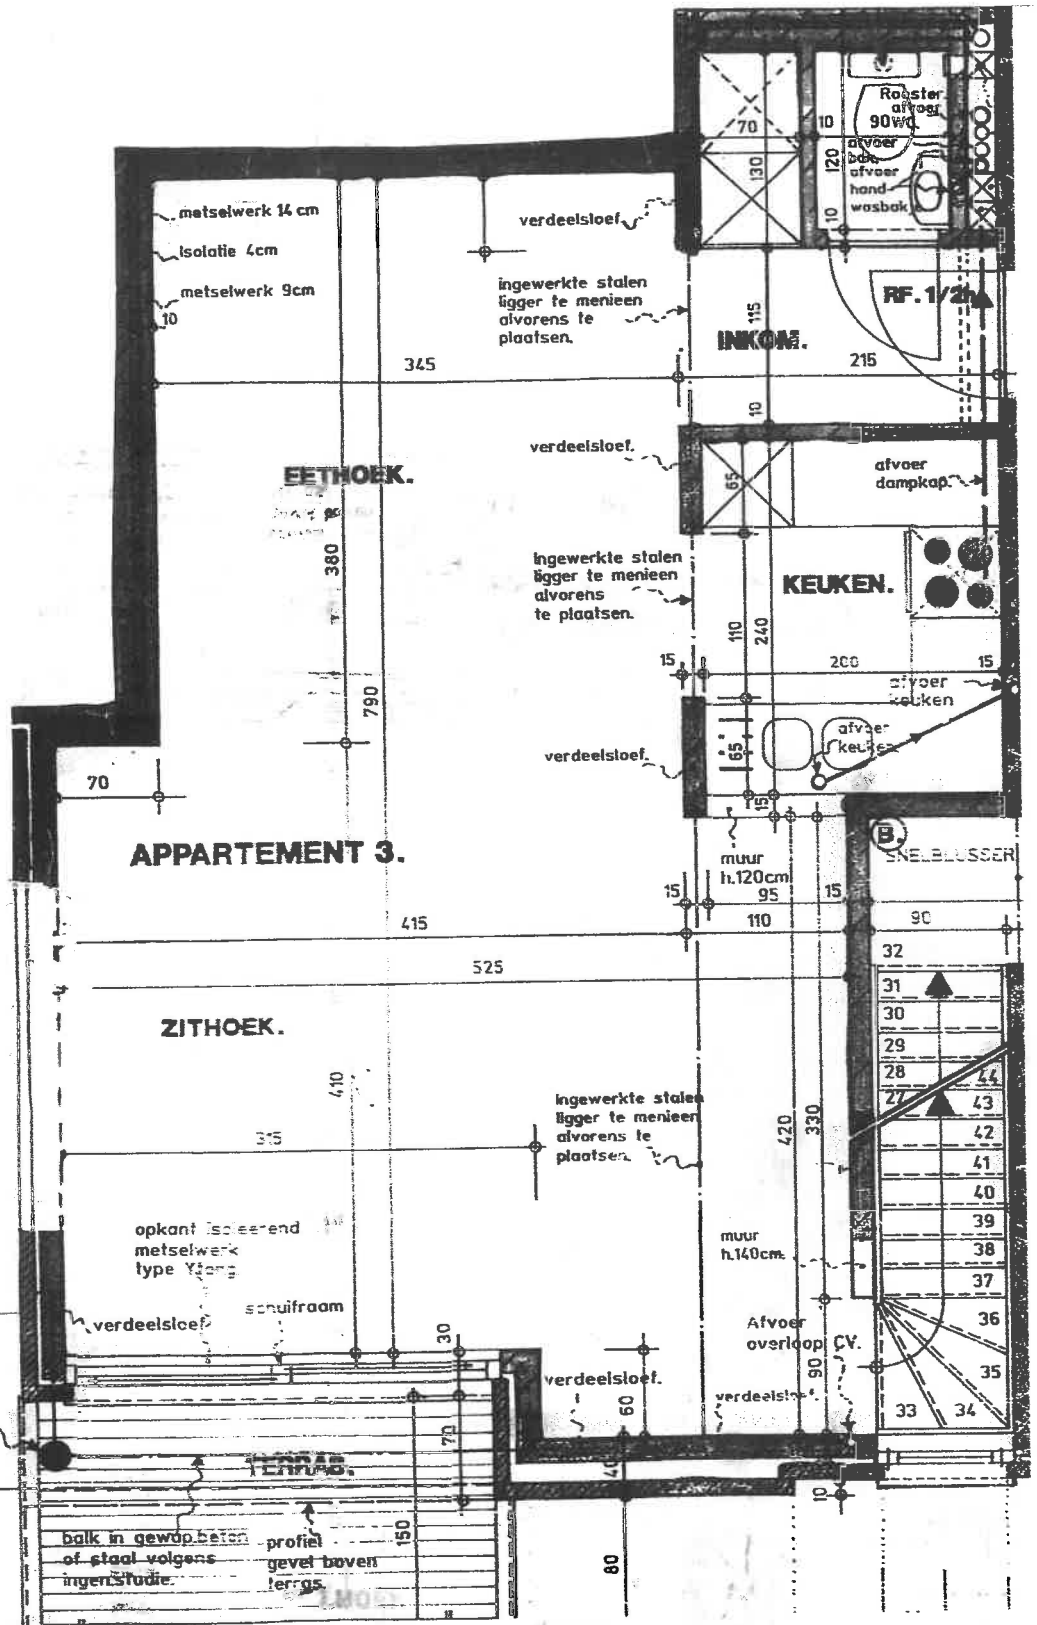 Rooster.
afvoer
70
10
90 WC.
afvoer
afvoer
hand
wasbak
130
120
10
metselwerk 14 cm
Isolatie 4cm
metselwerk 9cm
10
verdeelsloef.
ingewerkte stalen
ligger te menieen
alvorens te
plaatsen.
RF. 1/2h
115
INKOM.
345
215
10
verdeelsloef.
EETHOEK.
65
afvoer
dampkap.
380
Ingewerkte stalen
ligger te menieen
alvorens
te plaatsen.
KEUKEN.
110
240
15
200
15
790
afvoer
keuken
afvoer
keuken
verdeelsloef.
65
70
15
APPARTEMENT 3.
muur
h.120cm
B.
SNELBLUSSER
15
95
15
415
110
90
525
32
31
30
29
28
27
44
43
42
41
40
39
38
37
36
35
34
33
ZITHOEK.
410
Ingewerkte stalen
ligger te menieen
alvorens te
plaatsen.
420
330
315
opkant isoleerend
metselwerk
type Ytong
muur
h.140cm.
schuifraam
verdeelsloef
30
Afvoer
overloop CV.
90
verdeelsloef.
60
verdeelsloef.
70
TERRAS.
40
10
150
balk in gewap.beton
of staal volgens
ingen.studie.
profiel
gevel boven
terras.
80